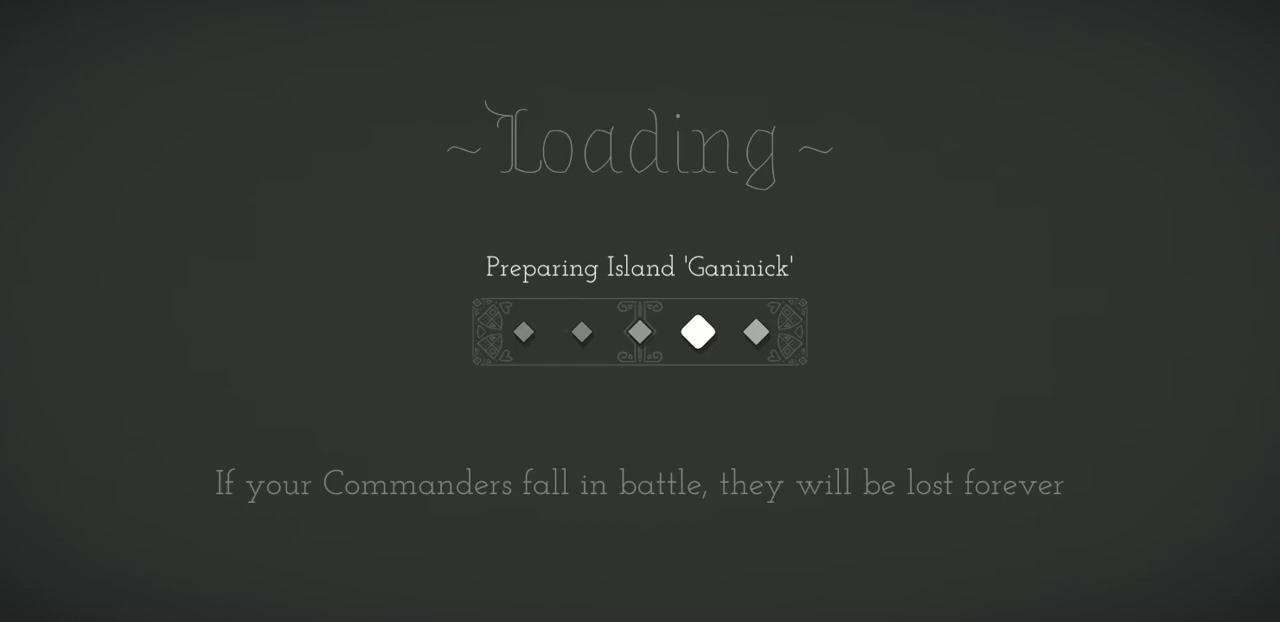 ~Loading~
Preparing Island 'Ganinick'
If your Commanders fall in battle, they will be lost forever